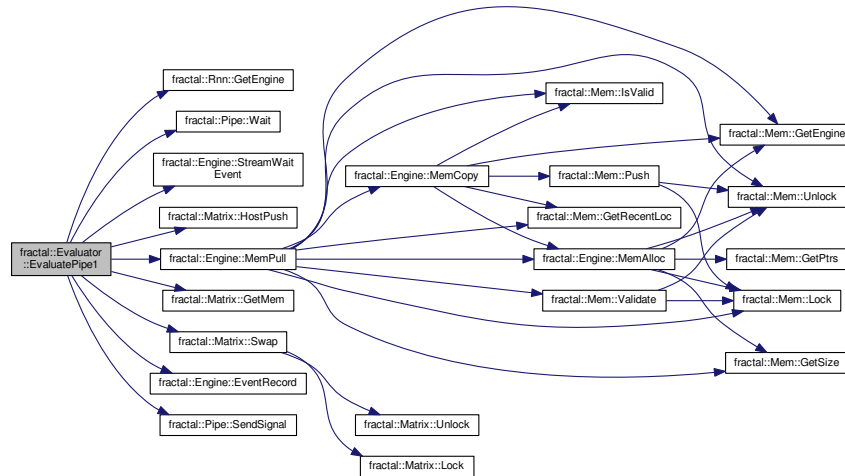 fractal::Rnn::GetEngine
fractal::Pipe::Wait
fractal::Engine::StreamWait
Event
fractal::Matrix::HostPush
fractal::Evaluator
::EvaluatePipe1
fractal::Engine::MemPull
fractal::Matrix::GetMem
fractal::Matrix::Swap
fractal::Engine::EventRecord
fractal::Pipe::SendSignal
fractal::Engine::MemCopy
fractal::Matrix::Unlock
fractal::Matrix::Lock
fractal::Mem::IsValid
fractal::Mem::Push
fractal::Mem::GetRecentLoc
fractal::Engine::MemAlloc
fractal::Mem::Validate
fractal::Mem::GetEngine
fractal::Mem::Unlock
fractal::Mem::GetPtrs
fractal::Mem::Lock
fractal::Mem::GetSize